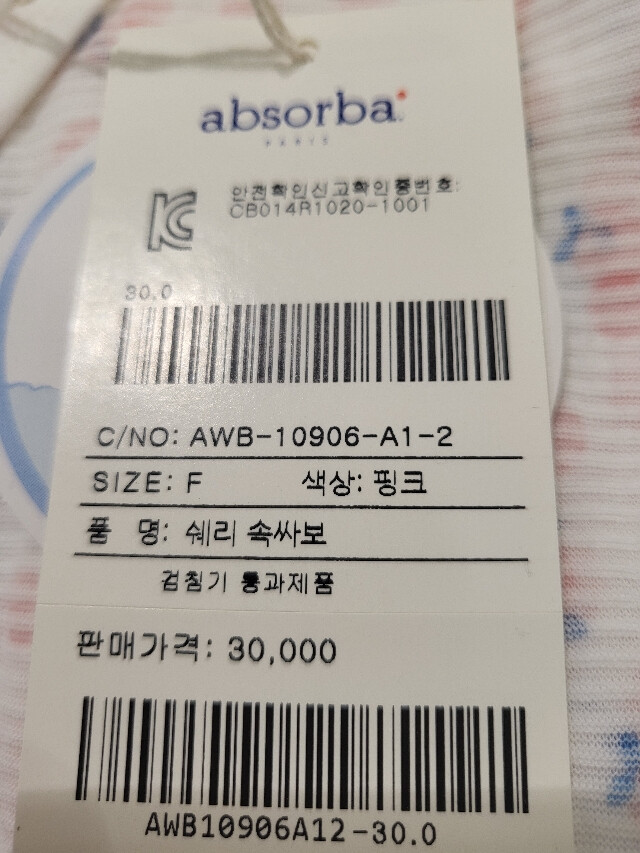 absorba
PARIS
안전확인신고확인증번호:
CB014R1020-1001
30.0
C/NO: AWB-10906-A1-2
SIZE: F 색상: 핑크
품 명: 쉐리 속싸보
검침기 통과제품
판매가격: 30,000
AWB10906A12-30.0